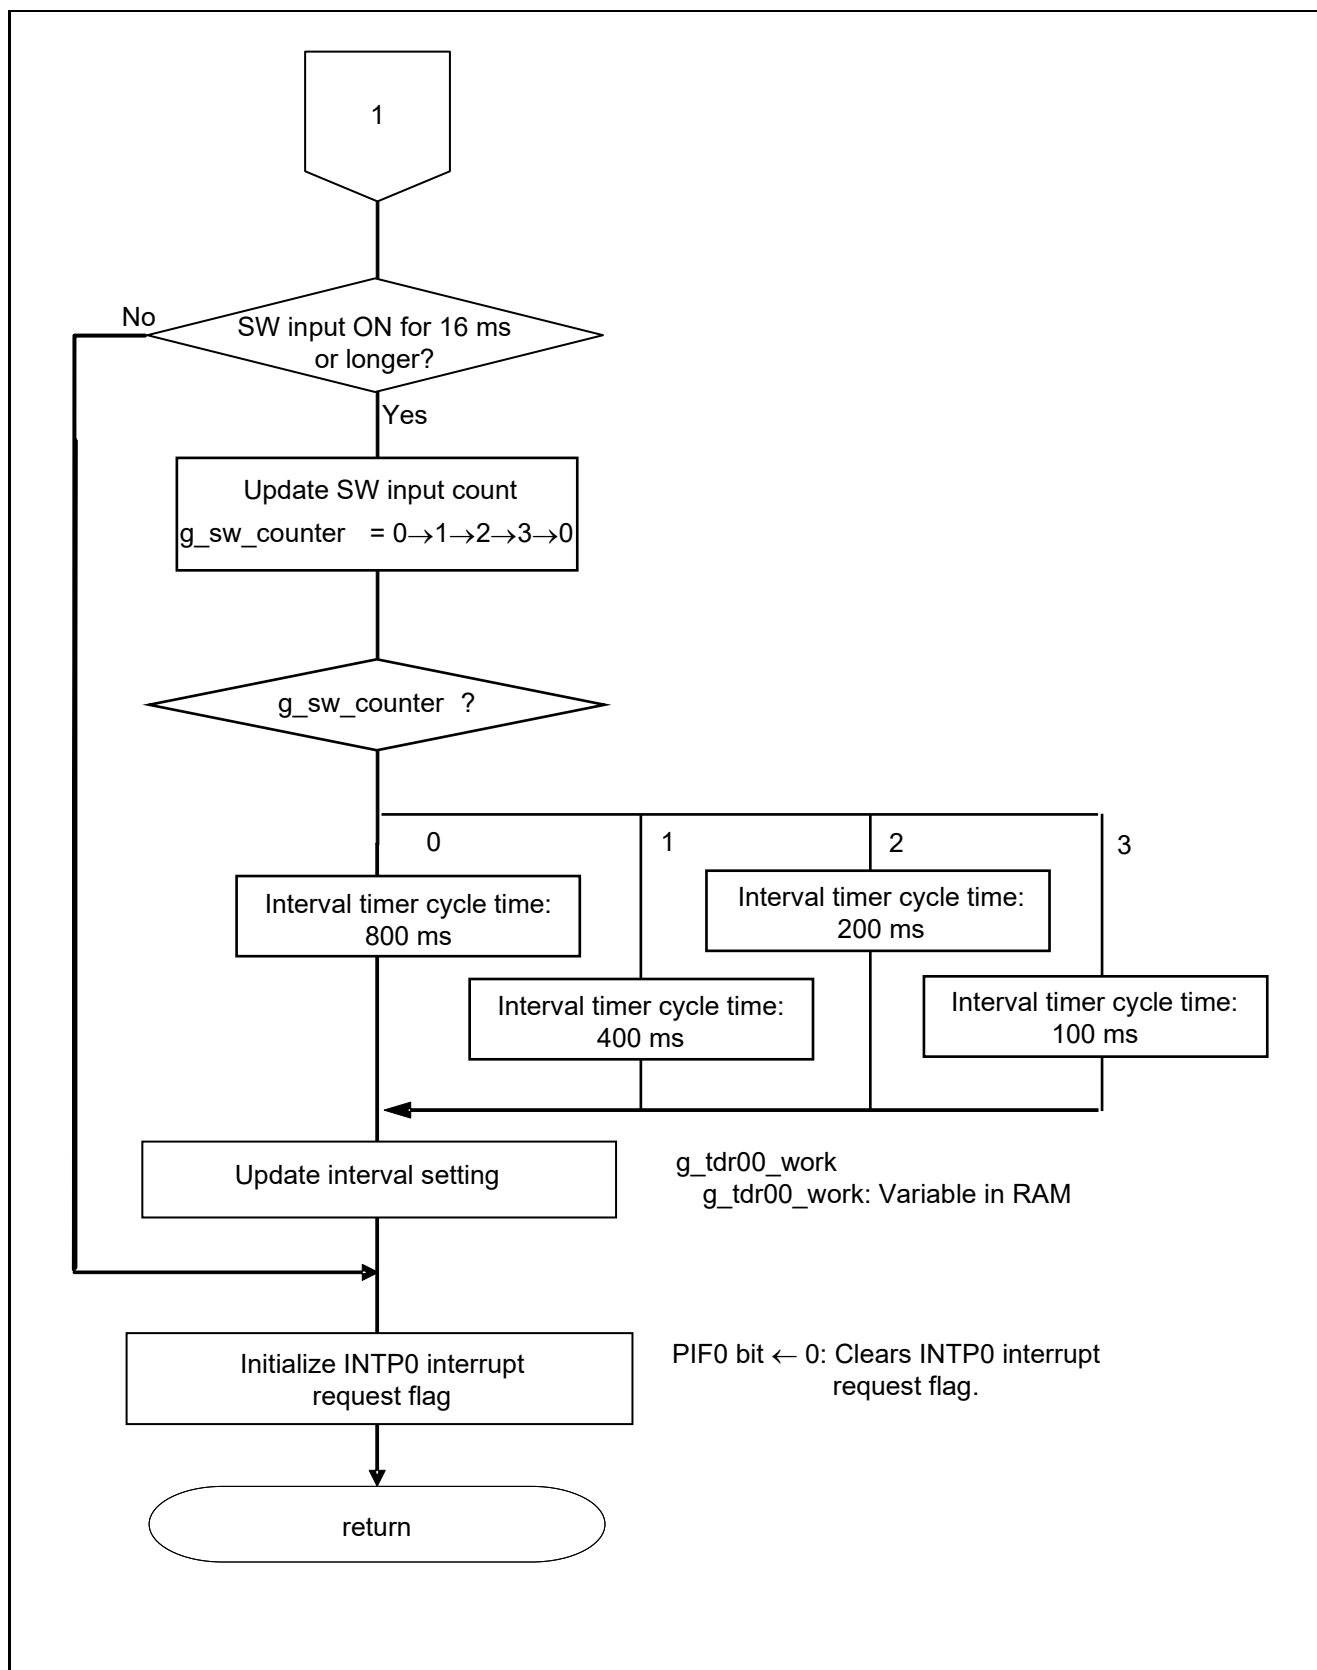 1
No
SW input ON for 16 ms
or longer?
Yes
Update SW input count
g_sw_counter = 0→1→2→3→0
g_sw_counter ?
0
1
2
3
Interval timer cycle time:
800 ms
Interval timer cycle time:
200 ms
Interval timer cycle time:
400 ms
Interval timer cycle time:
100 ms
Update interval setting
g_tdr00_work
g_tdr00_work: Variable in RAM
Initialize INTP0 interrupt
request flag
PIF0 bit ← 0: Clears INTP0 interrupt
request flag.
return